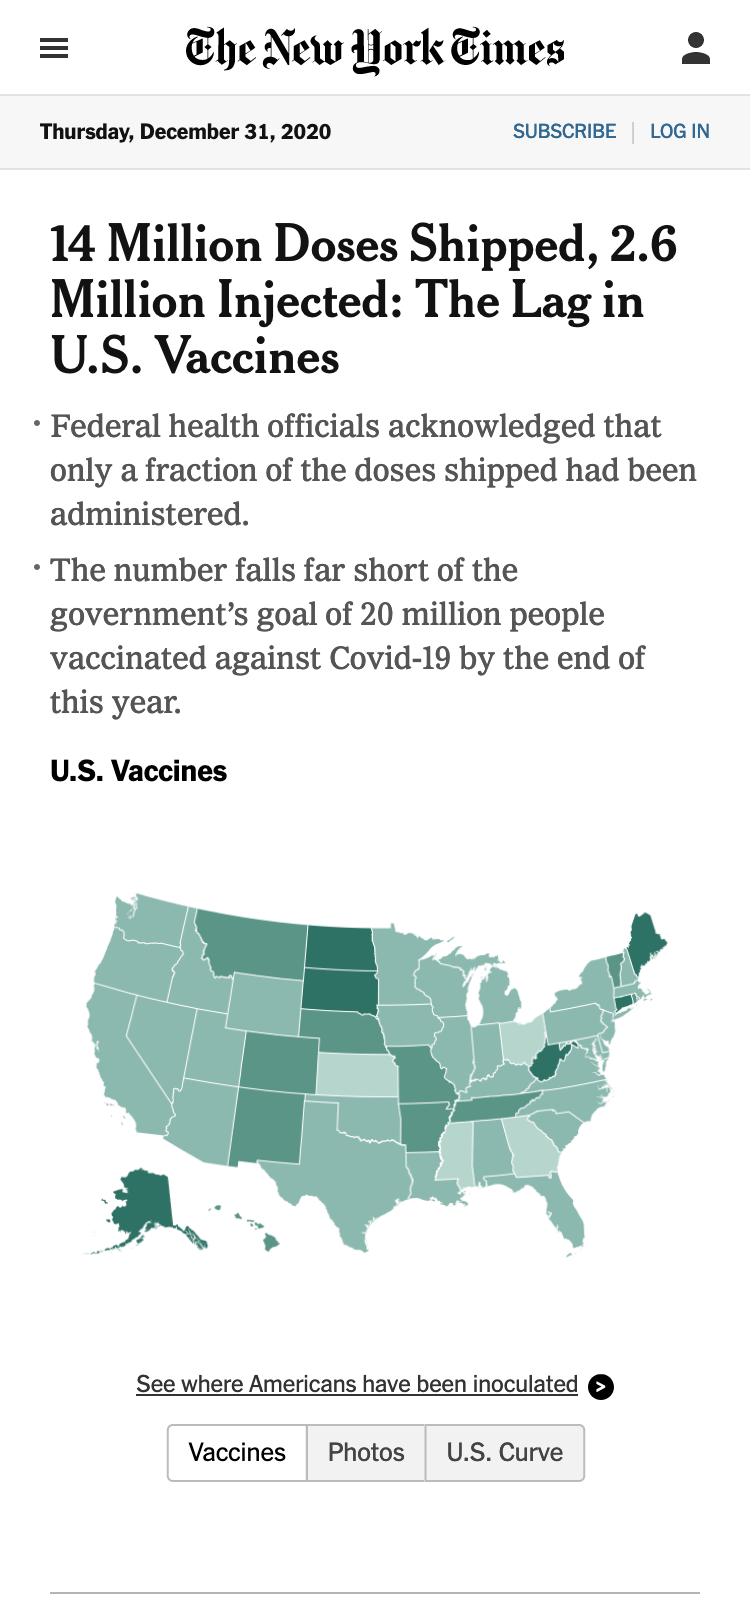 The New York Times
Thursday, December 31, 2020
SUBSCRIBE | LOG IN
14 Million Doses Shipped, 2.6
Million Injected: The Lag in
U.S. Vaccines
• Federal health officials acknowledged that
only a fraction of the doses shipped had been
administered.
• The number falls far short of the
government’s goal of 20 million people
vaccinated against Covid-19 by the end of
this year.
U.S. Vaccines
See where Americans have been inoculated >
Vaccines Photos U.S. Curve